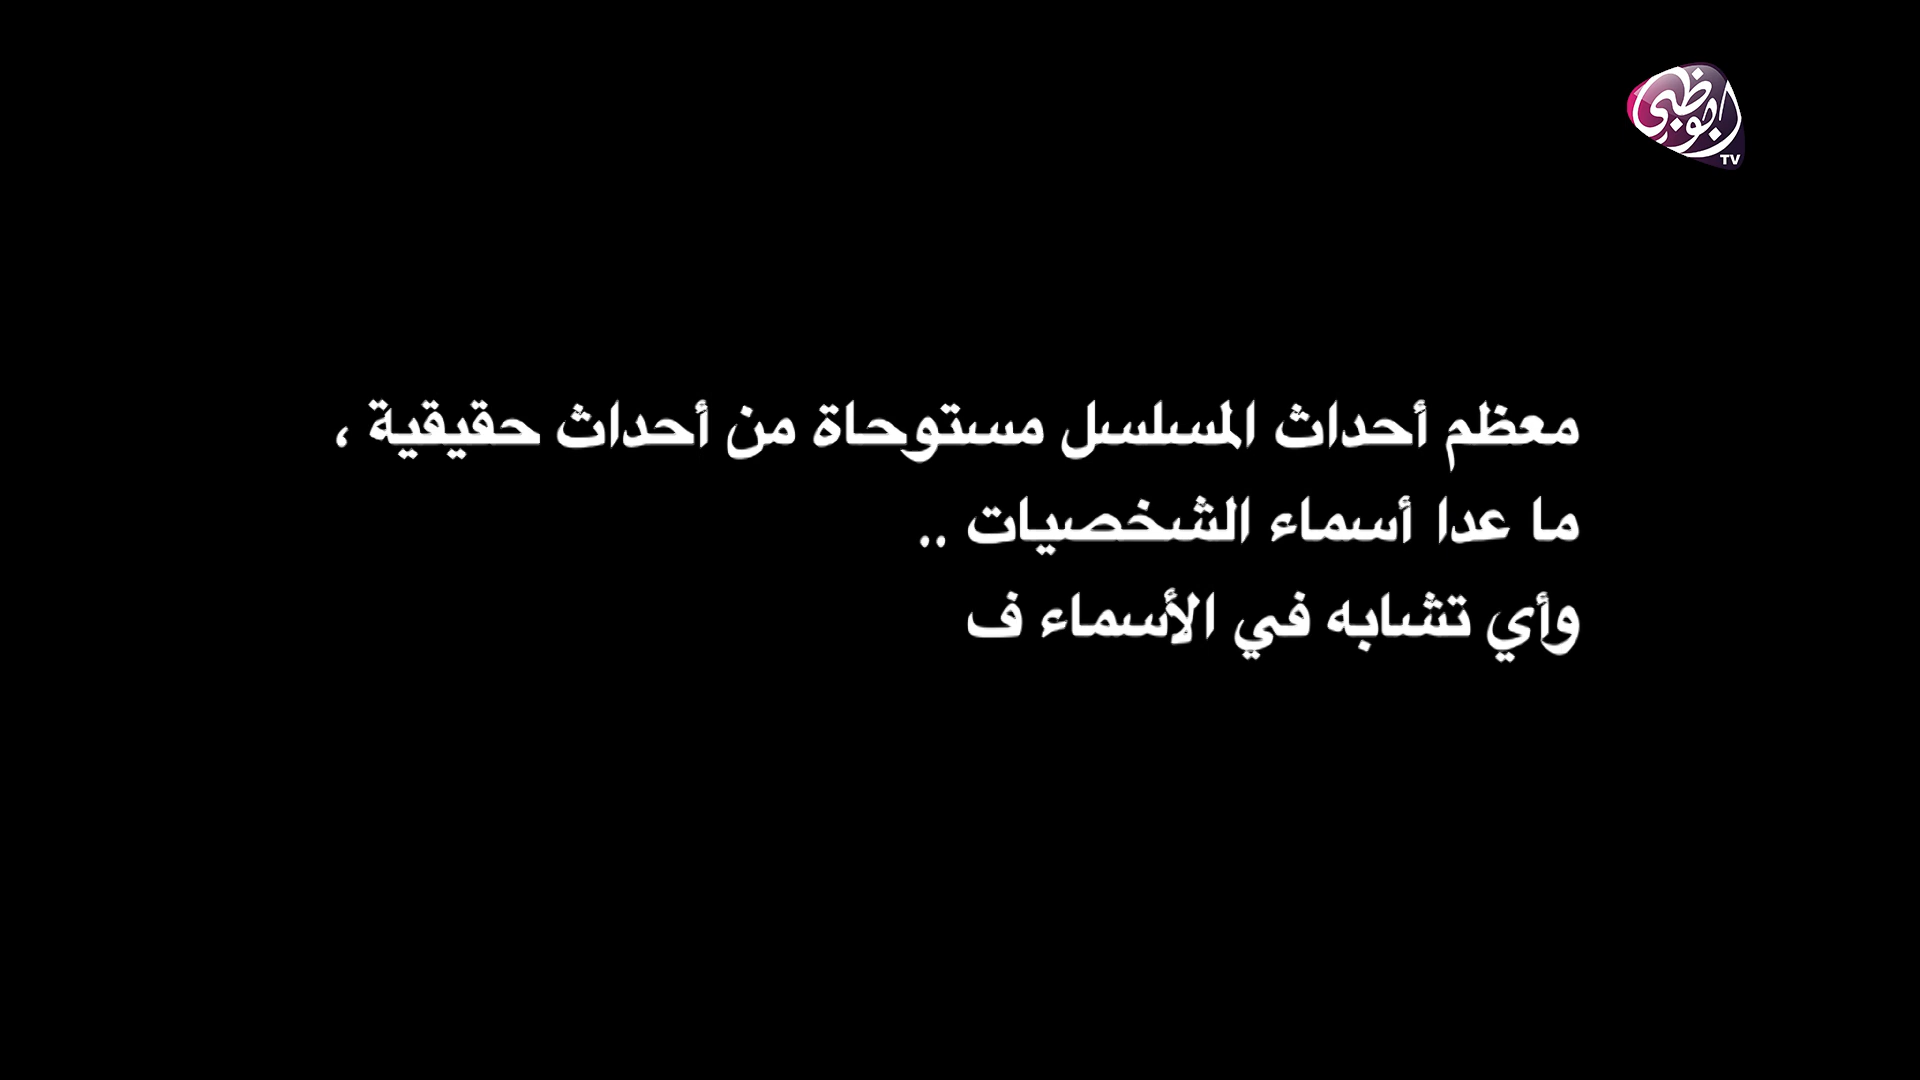 أبوظبي
TV
معظم أحداث المسلسل مستوحاة من أحداث حقيقية ،
ما عدا أسماء الشخصيات ..
وأي تشابه في الأسماء ف